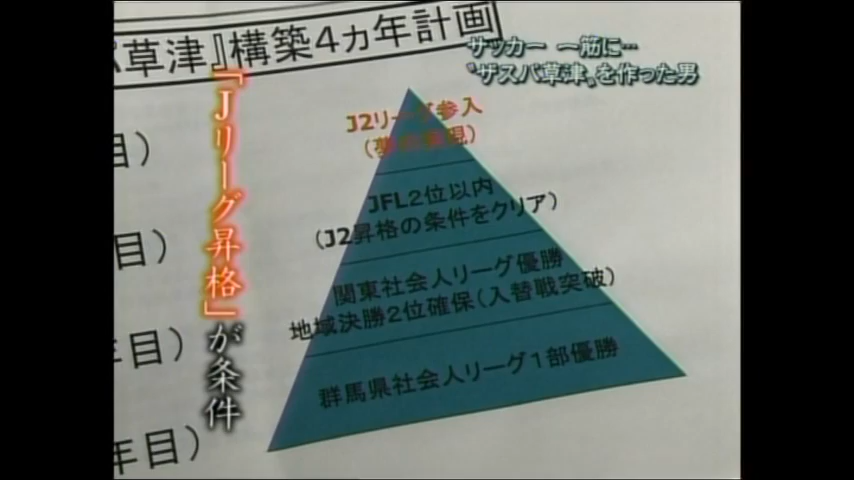 草津』構築4ヵ年計画
サッカー 一筋に…
〝ザスパ草津〟を作った男
『Jリーグ昇格』が条件
J2リーグ参入
(夢の実現)
JFL2位以内
(J2昇格の条件をクリア)
関東社会人リーグ優勝
地域決勝2位確保(入替戦突破)
群馬県社会人リーグ1部優勝
目)
目)
目)
年目)